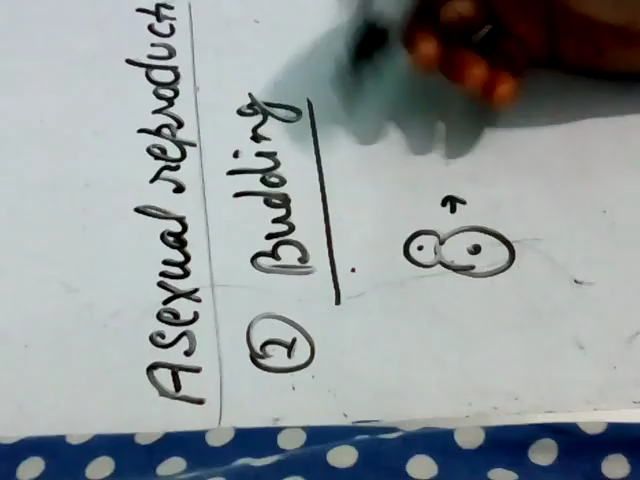 Asexual reproduct
② Budding
→